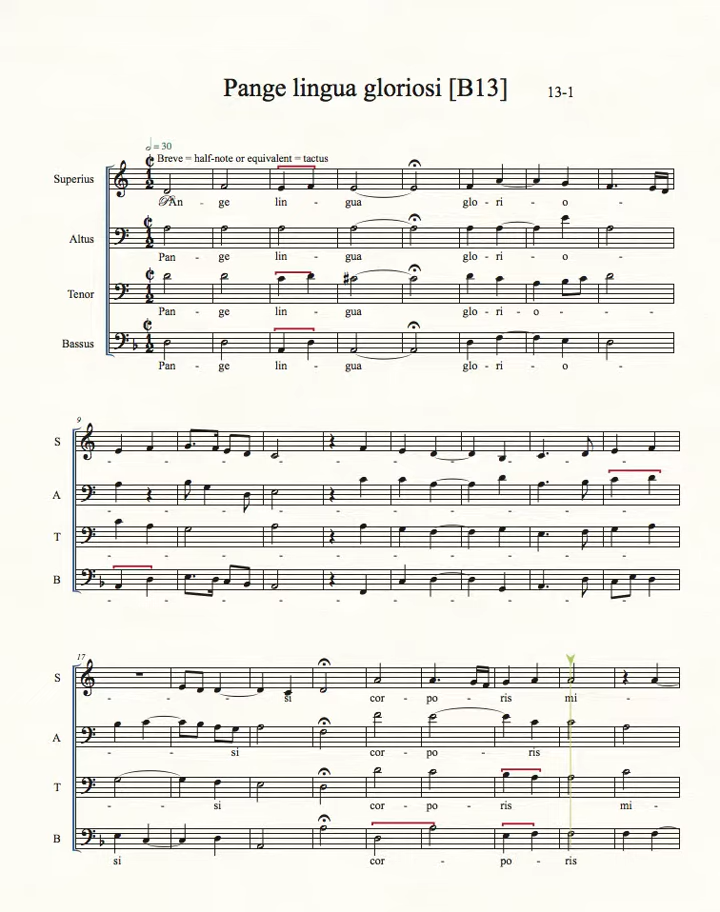 Pange lingua gloriosi [B13] 13-1
= 30
Breve = half-note or equivalent = tactus
Superius
PAn - ge lin - gua glo - ri - o -
Altus
Pan - ge lin - gua glo - ri - o -
Tenor
Pan - ge lin - gua glo - ri - o - -
Bassus
Pan - ge lin - gua glo - ri - o -
9
S
A
T
B
17
S
si cor - po - ris mi -
A
si cor - po - ris
T
si cor - po - ris mi -
B
si cor - po - ris